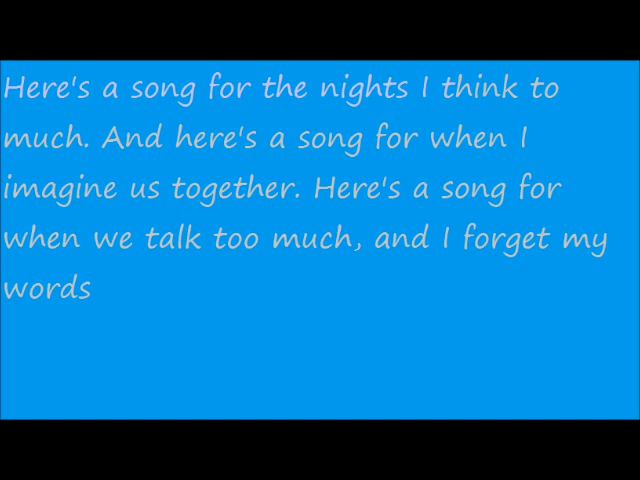 Here's a song for the nights I think to
much. And here's a song for when I
imagine us together. Here's a song for
when we talk too much, and I forget my
words